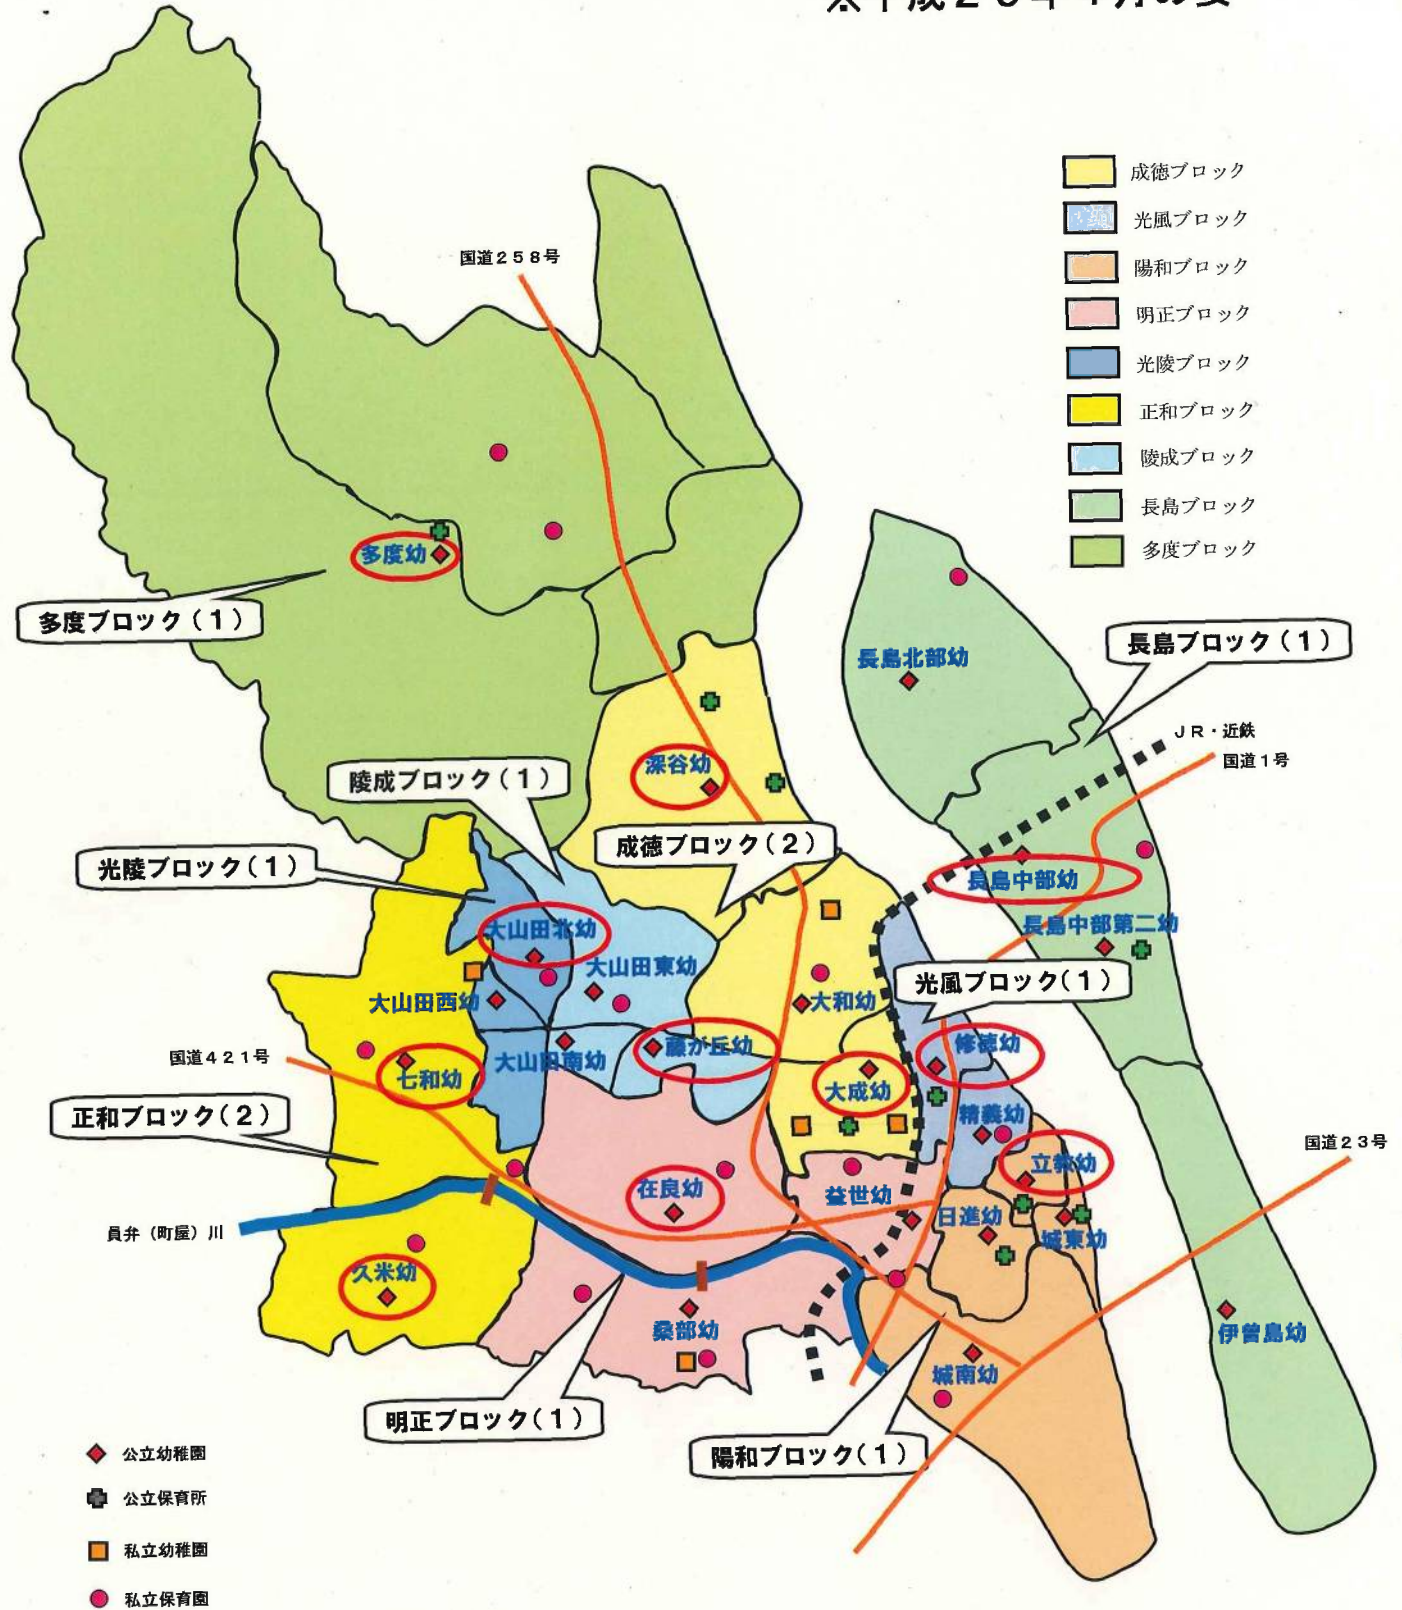 成徳ブロック
光風ブロック
陽和ブロック
明正ブロック
光陵ブロック
正和ブロック
陵成ブロック
長島ブロック
多度ブロック
国道258号
多度幼
多度ブロック(1)
長島北部幼
長島ブロック(1)
JR・近鉄
国道1号
深谷幼
陵成ブロック(1)
成徳ブロック(2)
光陵ブロック(1)
長島中部幼
長島中部第二幼
大山田北幼
大山田東幼
大山田西幼
大和幼
光風ブロック(1)
国道421号
大山田南幼
藤が丘幼
修徳幼
七和幼
大成幼
正和ブロック(2)
精義幼
国道23号
立教幼
在良幼
益世幼
日進幼
城東幼
員弁(町屋)川
久米幼
桑部幼
伊曽島幼
城南幼
明正ブロック(1)
陽和ブロック(1)
公立幼稚園
公立保育所
私立幼稚園
私立保育園